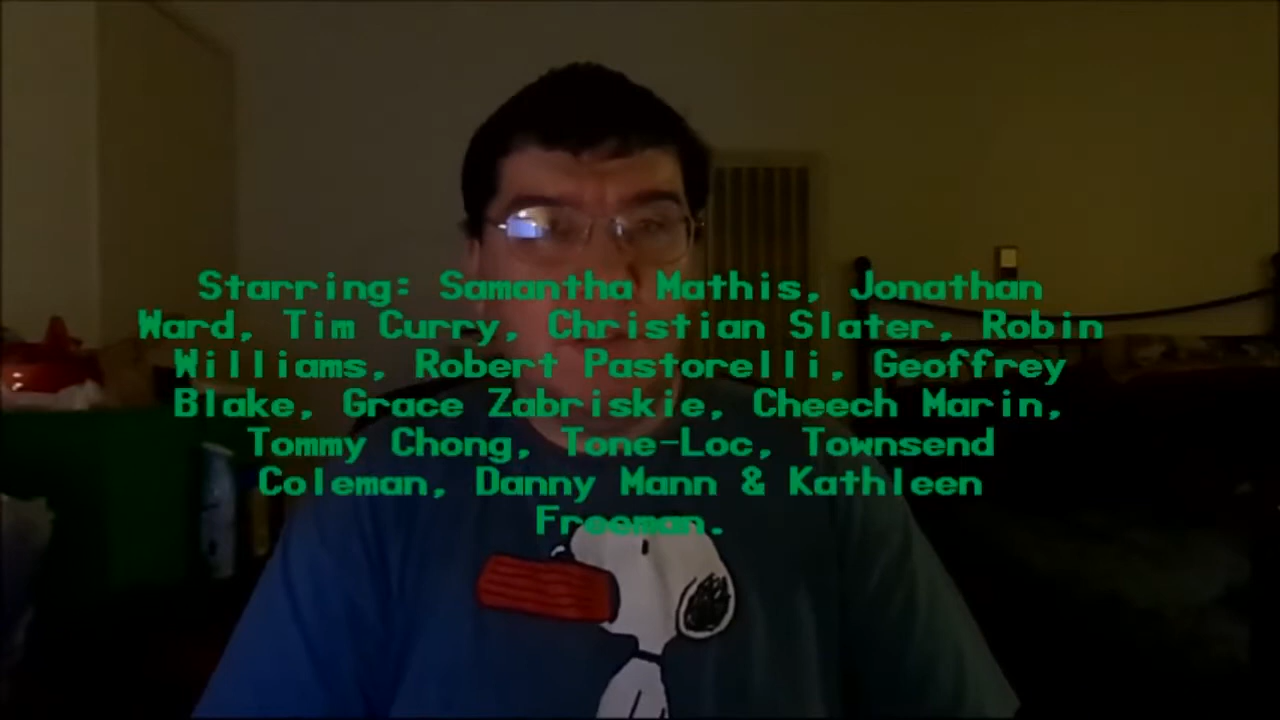 Starring: Samantha Mathis, Jonathan
Ward, Tim Curry, Christian Slater, Robin
Williams, Robert Pastorelli, Geoffrey
Blake, Grace Zabriskie, Cheech Marin,
Tommy Chong, Tone-Loc, Townsend
Coleman, Danny Mann & Kathleen
Freeman.